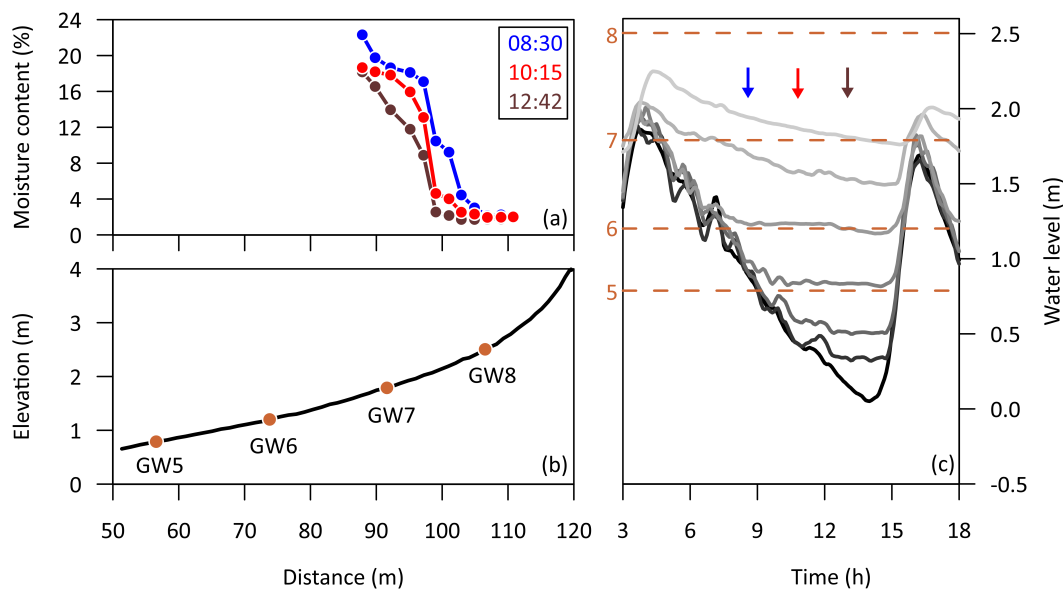 24
20
16
12
8
4
0
Moisture content (%)
08:30
10:15
12:42
(a)
4
3
2
1
0
Elevation (m)
GW5
GW6
GW7
GW8
(b)
50 60 70 80 90 100 110 120
Distance (m)
8
7
6
5
2.5
2.0
1.5
1.0
0.5
0.0
-0.5
Water level (m)
(c)
3 6 9 12 15 18
Time (h)